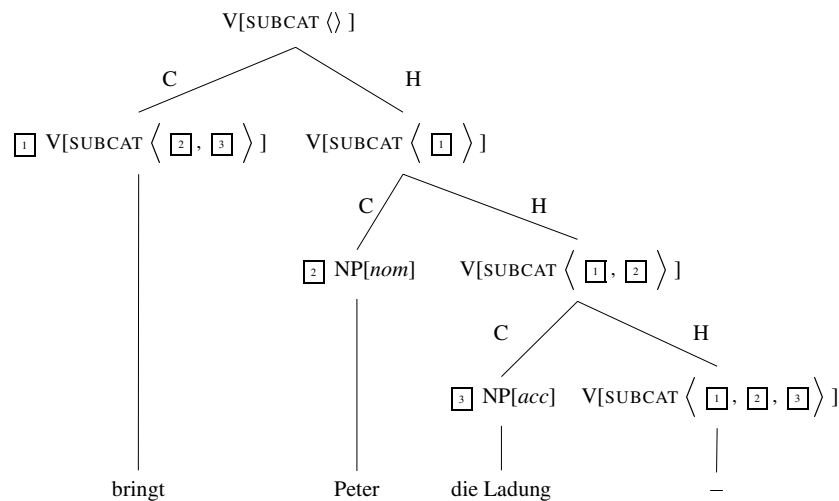 V[SUBCAT ⟨⟩ ]
C H
1 V[SUBCAT ⟨ 2 , 3 ⟩ ] V[SUBCAT ⟨ 1 ⟩ ]
C H
2 NP[nom] V[SUBCAT ⟨ 1 , 2 ⟩ ]
C H
3 NP[acc] V[SUBCAT ⟨ 1 , 2 , 3 ⟩ ]
bringt Peter die Ladung –